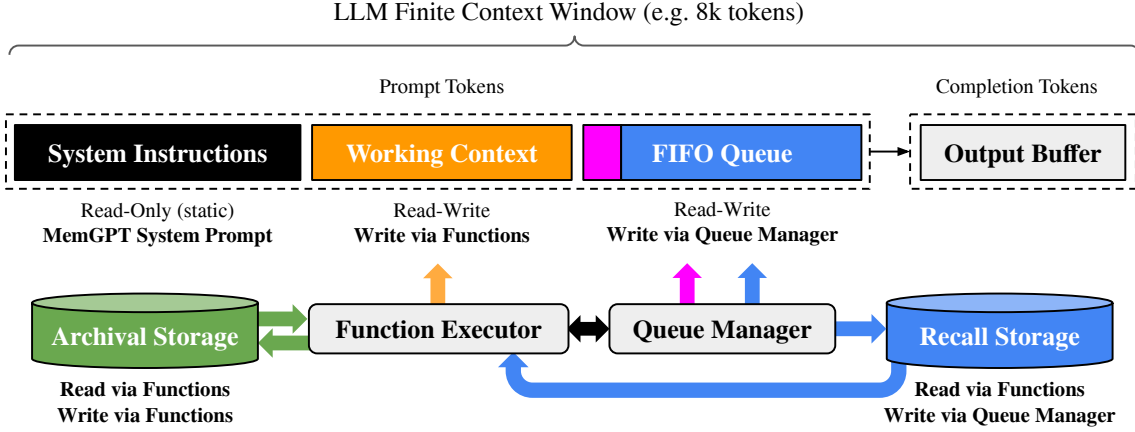 LLM Finite Context Window (e.g. 8k tokens)
Prompt Tokens
Completion Tokens
System Instructions
Working Context
FIFO Queue
Output Buffer
Read-Only (static)
MemGPT System Prompt
Read-Write
Write via Functions
Read-Write
Write via Queue Manager
Archival Storage
Function Executor
Queue Manager
Recall Storage
Read via Functions
Write via Functions
Read via Functions
Write via Queue Manager